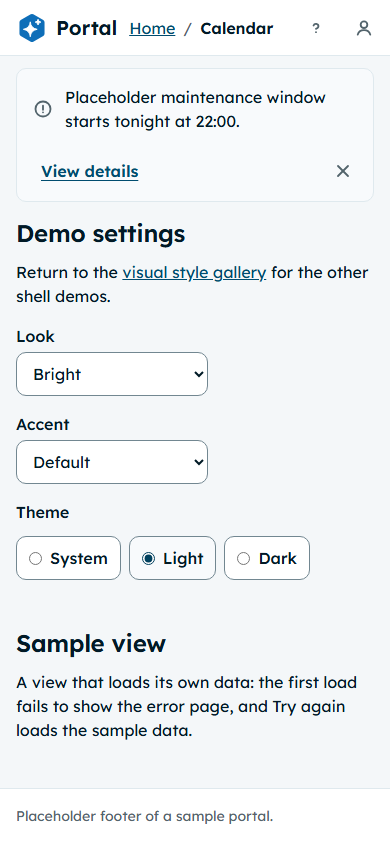 Portal Home / Calendar ?
Placeholder maintenance window
starts tonight at 22:00.
View details
Demo settings
Return to the visual style gallery for the other
shell demos.
Look
Bright
Accent
Default
Theme
System Light Dark
Sample view
A view that loads its own data: the first load
fails to show the error page, and Try again
loads the sample data.
Placeholder footer of a sample portal.